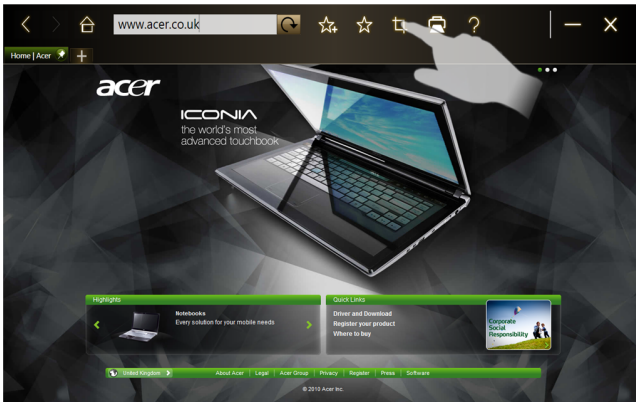 www.acer.co.uk
Home | Acer
acer
ICONIA
the world's most
advanced touchbook
Highlights
Notebooks
Every solution for your mobile needs
Quick Links
Driver and Download
Register your product
Where to buy
Corporate
Social
Responsibility
United Kingdom
About Acer | Legal | Acer Group | Privacy | Register | Press | Software
© 2010 Acer Inc.